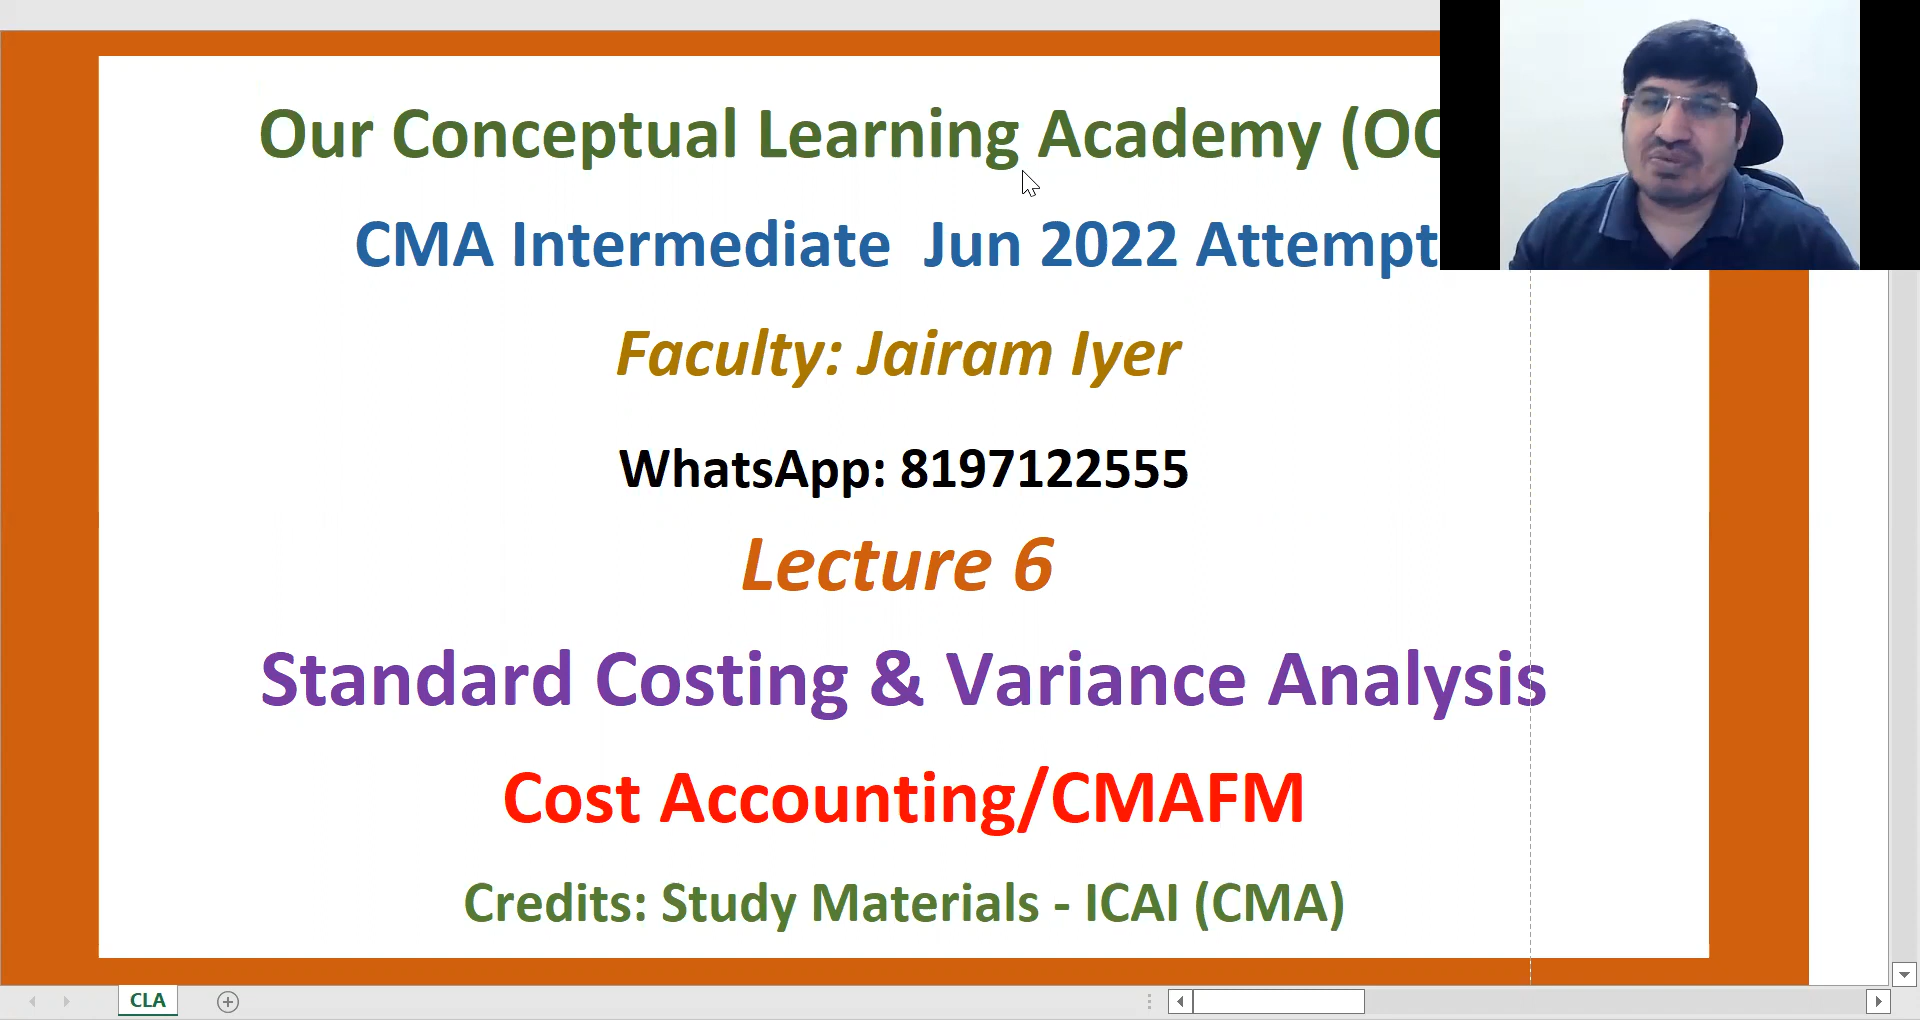 Our Conceptual Learning Academy
CMA Intermediate Jun 2022 Attempt
Faculty: Jairam Iyer
WhatsApp: 8197122555
Lecture 6
Standard Costing & Variance Analysis
Cost Accounting/CMAFM
Credits: Study Materials - ICAI (CMA)
CLA